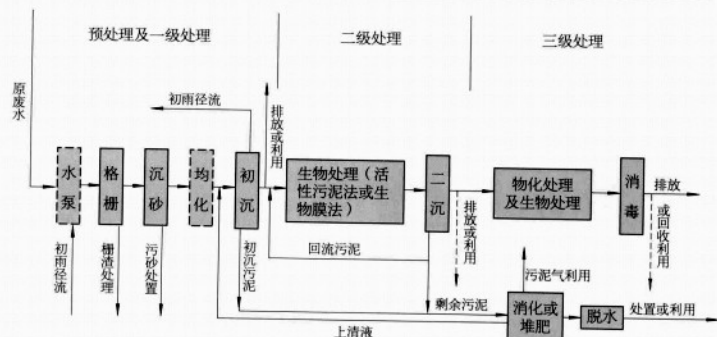 预处理及一级处理
二级处理
三级处理
原废水
初雨径流
排放或利用
水泵
格栅
沉砂
均化
初沉
生物处理（活
性污泥法或生
物膜法）
二沉
物化处理
及生物处理
消毒
排放
或回收利用
排放或利用
初雨径流
栅渣处理
污砂处置
初沉污泥
回流污泥
污泥气利用
剩余污泥
消化或
堆肥
脱水
处置或利用
上清液